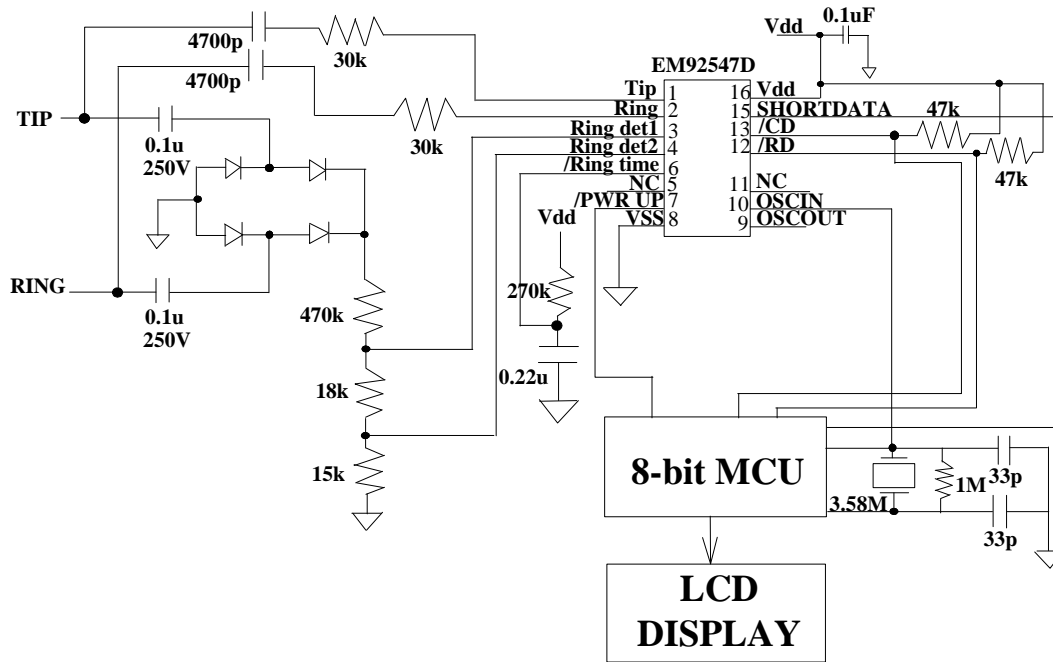 0.1uF
Vdd
4700p
30k
EM92547D
4700p
Tip
1
16
Vdd
Ring
2
15
SHORTDATA
47k
TIP
30k
Ring det1
3
13
/CD
0.1u
250V
Ring det2
4
12
/RD
/Ring time
6
47k
NC
5
11
NC
/PWR UP
7
10
OSCIN
Vdd
VSS
8
9
OSCOUT
RING
270k
0.1u
250V
470k
0.22u
18k
8-bit MCU
15k
3.58M
1M
33p
33p
LCD
DISPLAY